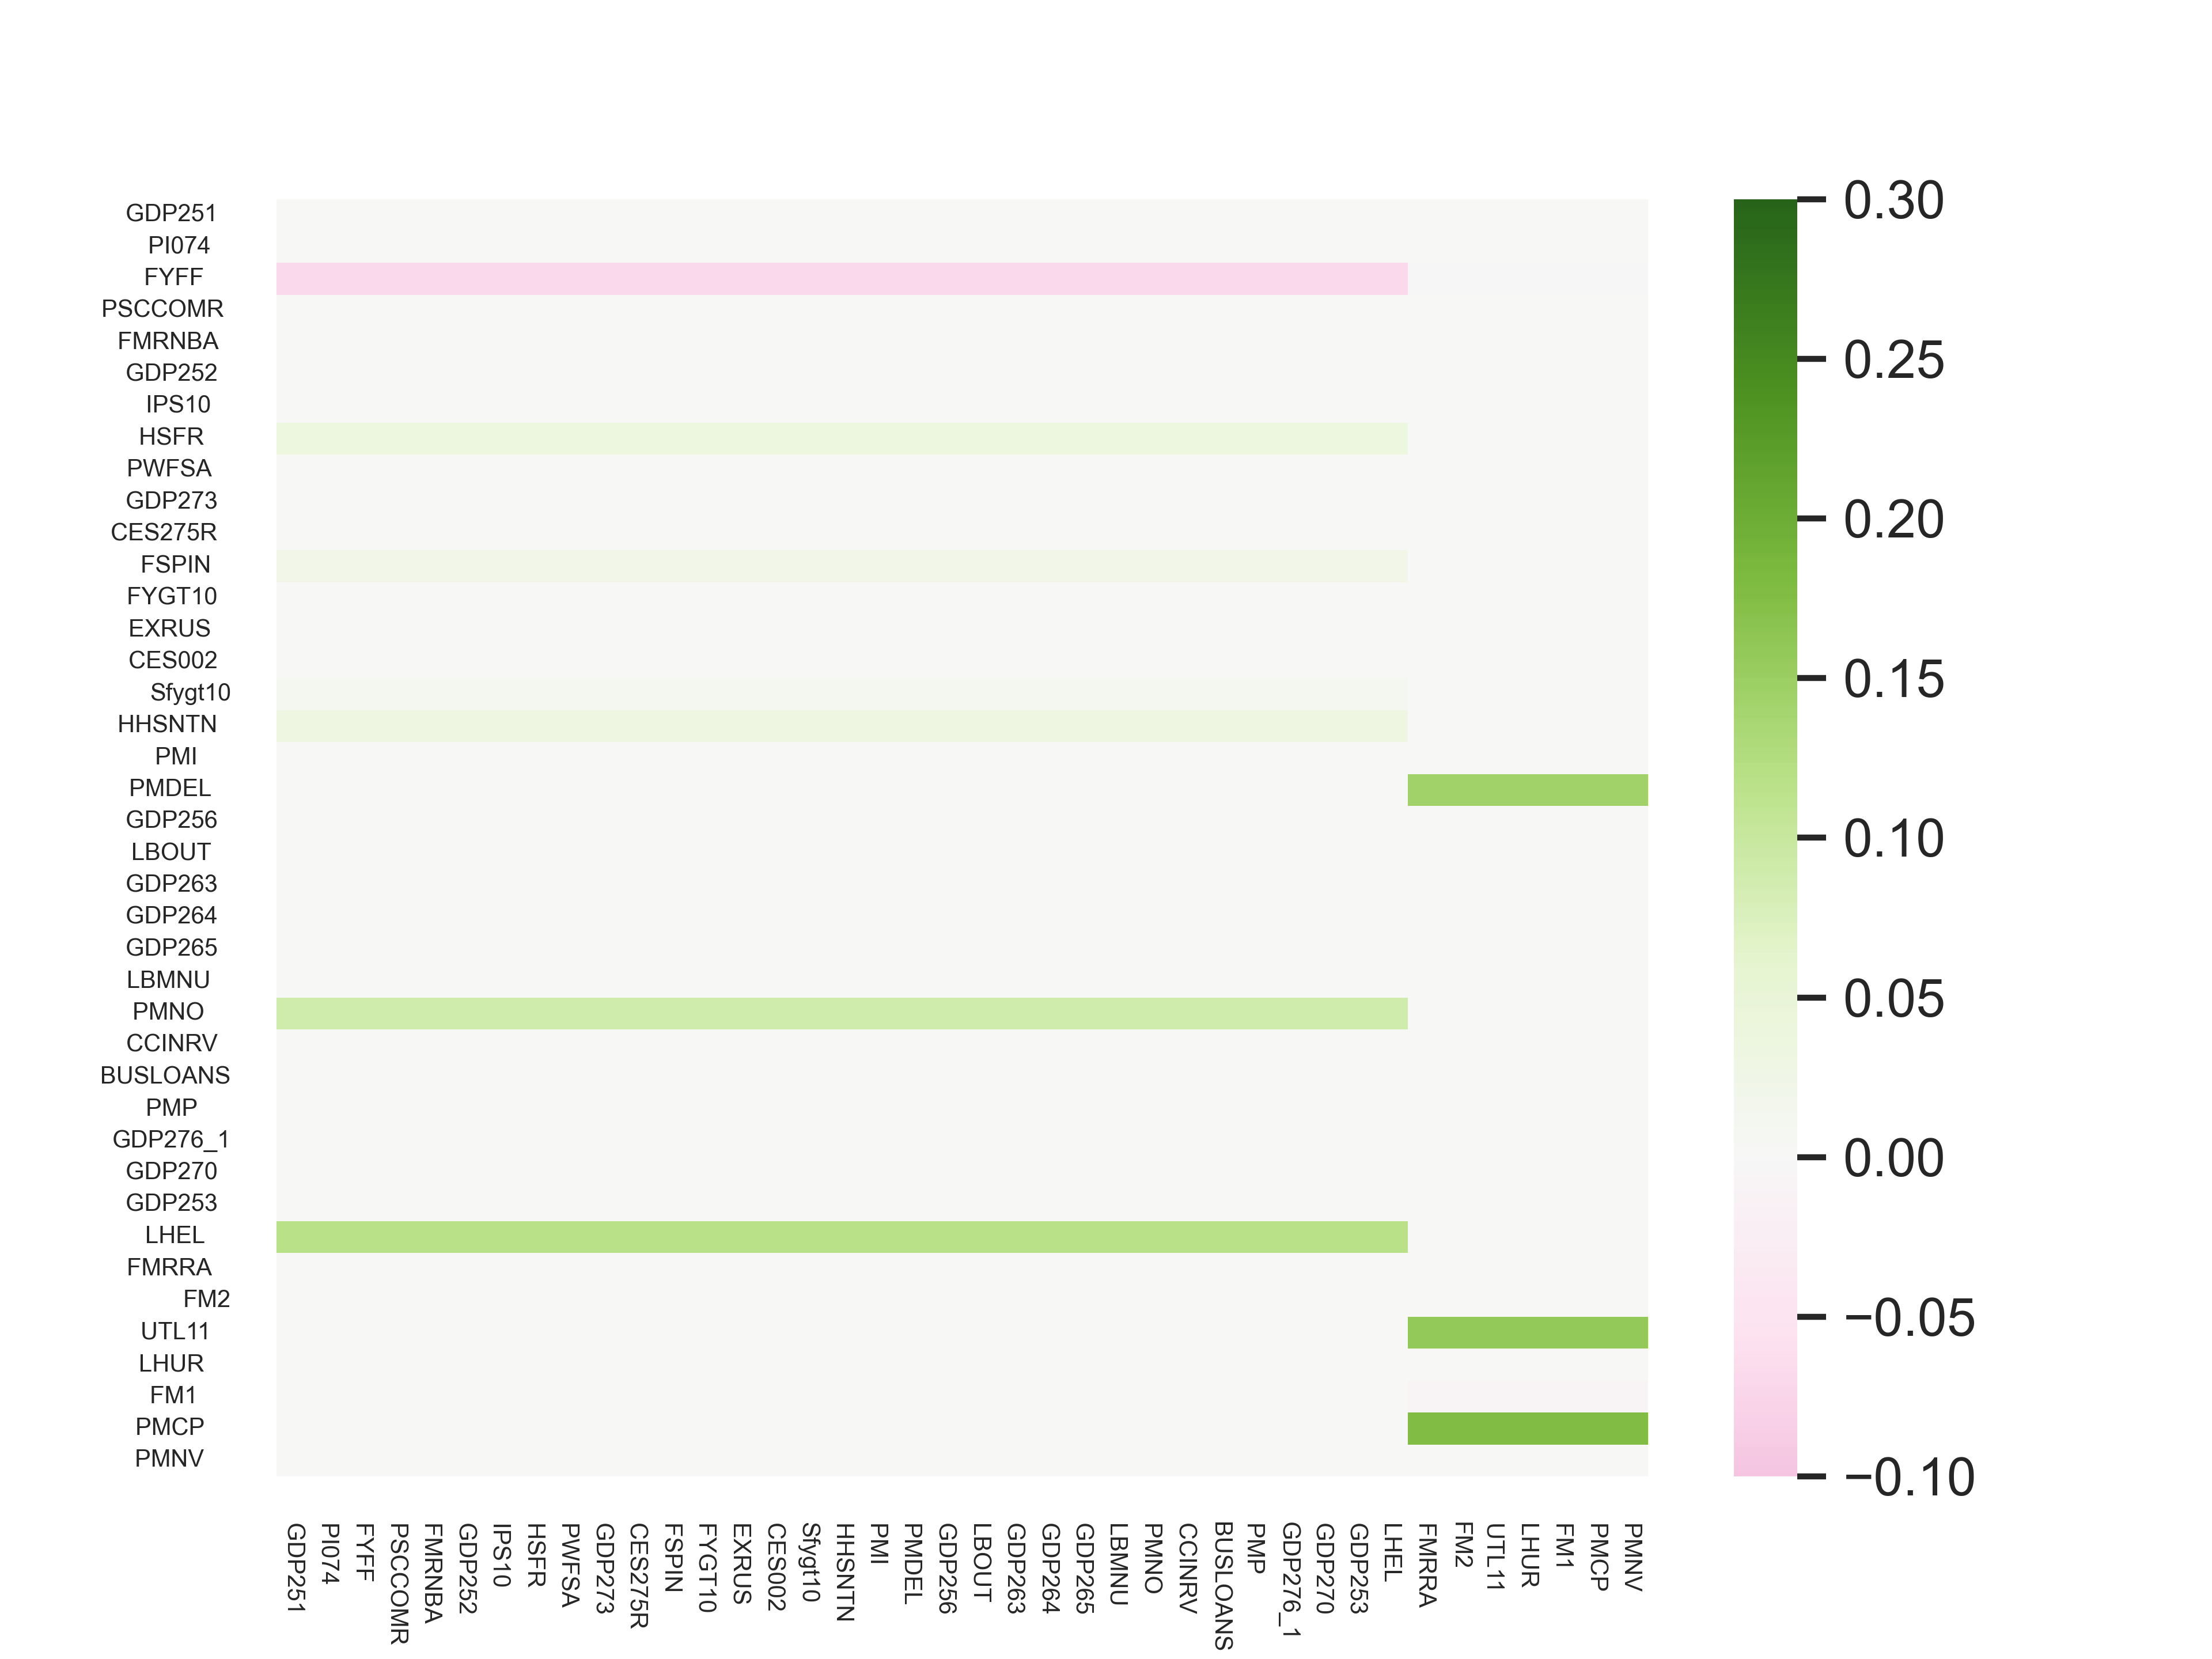 GDP251
PI074
FYFF
PSCCOMR
FMRNBA
GDP252
IPS10
HSFR
PWFSA
GDP273
CES275R
FSPIN
FYGT10
EXRUS
CES002
Sfygt10
HHSNTN
PMI
PMDEL
GDP256
LBOUT
GDP263
GDP264
GDP265
LBMNU
PMNO
CCINRV
BUSLOANS
PMP
GDP276_1
GDP270
GDP253
LHEL
FMRRA
FM2
UTL11
LHUR
FM1
PMCP
PMNV
GDP251
PI074
FYFF
PSCCOMR
FMRNBA
GDP252
IPS10
HSFR
PWFSA
GDP273
CES275R
FSPIN
FYGT10
EXRUS
CES002
Sfygt10
HHSNTN
PMI
PMDEL
GDP256
LBOUT
GDP263
GDP264
GDP265
LBMNU
PMNO
CCINRV
BUSLOANS
PMP
GDP276_1
GDP270
GDP253
LHEL
FMRRA
FM2
UTL11
LHUR
FM1
PMCP
PMNV
0.30
0.25
0.20
0.15
0.10
0.05
0.00
−0.05
−0.10